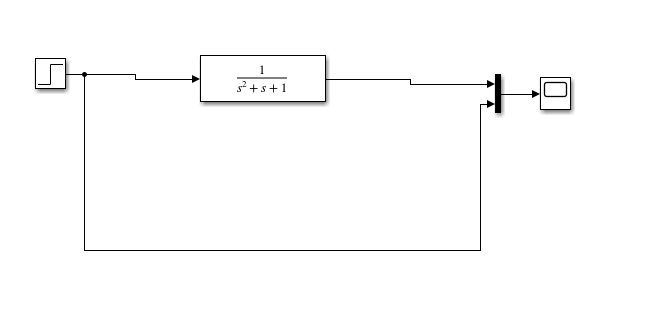 1
s² + s + 1